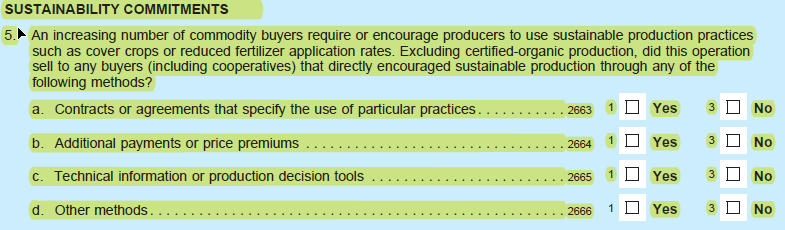 SUSTAINABILITY COMMITMENTS
5. An increasing number of commodity buyers require or encourage producers to use sustainable production practices
such as cover crops or reduced fertilizer application rates. Excluding certified-organic production, did this operation
sell to any buyers (including cooperatives) that directly encouraged sustainable production through any of the
following methods?
a. Contracts or agreements that specify the use of particular practices . . . . . . . . . . . 2663 1 ☐ Yes 3 ☐ No
b. Additional payments or price premiums . . . . . . . . . . . . . . . . . . . . . . . . . . . . . . . . 2664 1 ☐ Yes 3 ☐ No
c. Technical information or production decision tools . . . . . . . . . . . . . . . . . . . . . . . . 2665 1 ☐ Yes 3 ☐ No
d. Other methods . . . . . . . . . . . . . . . . . . . . . . . . . . . . . . . . . . . . . . . . . . . . . . . . . . . 2666 1 ☐ Yes 3 ☐ No